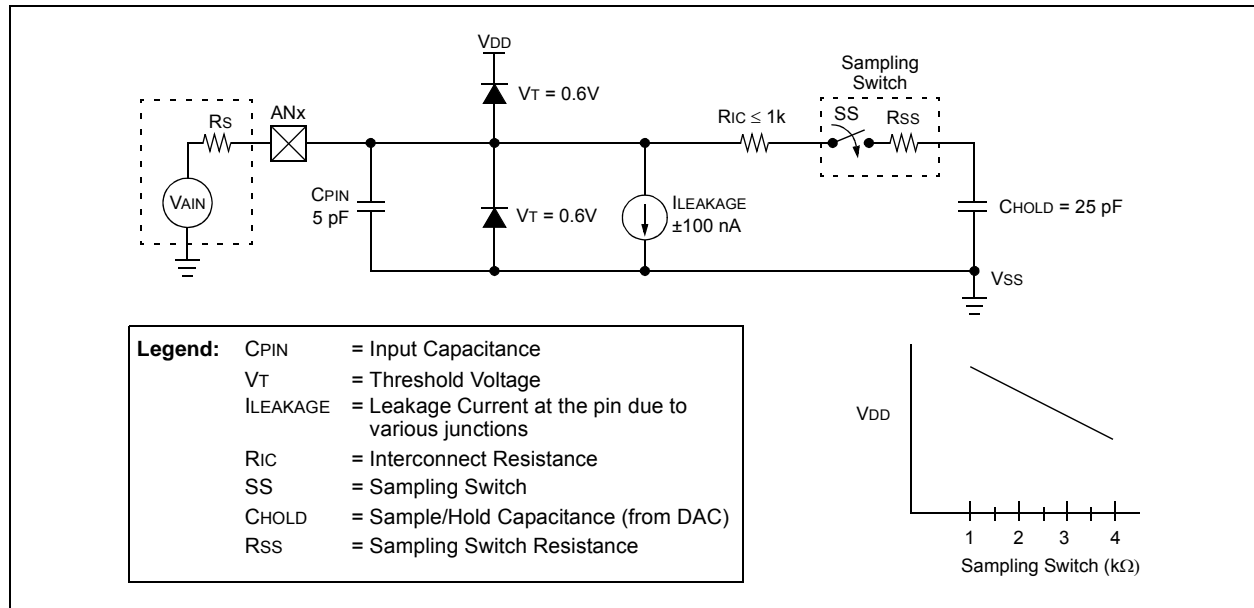 VDD
Sampling
Switch
VT = 0.6V
RS
ANx
RIC ≤ 1k
SS
RSS
VAIN
CPIN
5 pF
VT = 0.6V
ILEAKAGE
±100 nA
CHOLD = 25 pF
VSS
Legend: CPIN = Input Capacitance
VT = Threshold Voltage
ILEAKAGE = Leakage Current at the pin due to
various junctions
RIC = Interconnect Resistance
SS = Sampling Switch
CHOLD = Sample/Hold Capacitance (from DAC)
RSS = Sampling Switch Resistance
VDD
1 2 3 4
Sampling Switch (kΩ)